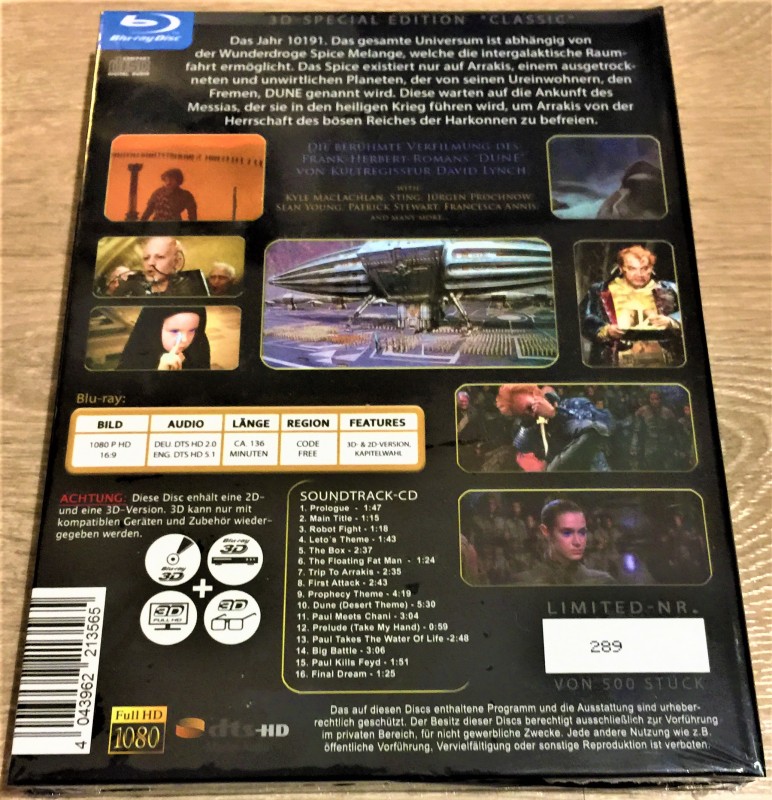 3D SPECIAL EDITION "CLASSIC"
Blu-ray Disc
COMPACT
disc
DIGITAL AUDIO
Das Jahr 10191. Das gesamte Universum ist abhängig von
der Wunderdroge Spice Melange, welche die intergalaktische Raum-
fahrt ermöglicht. Das Spice existiert nur auf Arrakis, einem ausgetrock-
neten und unwirtlichen Planeten, der von seinen Ureinwohnern, den
Fremen, DUNE genannt wird. Diese warten auf die Ankunft des
Messias, der sie in den heiligen Krieg führen wird, um Arrakis von der
Herrschaft des bösen Reiches der Harkonnen zu befreien.
DIE BERÜHMTE VERFILMUNG DES
FRANK-HERBERT-ROMANS "DUNE"
VON KULTREGISSEUR DAVID LYNCH
WITH:
KYLE MACLACHLAN, STING, JÜRGEN PROCHNOW,
SEAN YOUNG, PATRICK STEWART, FRANCESCA ANNIS
AND MANY MORE...
Blu-ray:
BILD AUDIO LÄNGE REGION FEATURES
1080 P HD DEU. DTS HD 2.0 CA. 136 CODE 3D- & 2D-VERSION,
16:9 ENG. DTS HD 5.1 MINUTEN FREE KAPITELWAHL
ACHTUNG: Diese Disc enhält eine 2D-
und eine 3D-Version. 3D kann nur mit
kompatiblen Geräten und Zubehör wieder-
gegeben werden.
Blu-ray
3D
Blu-ray
3D
+
3D
FULL HD
3D
SOUNDTRACK-CD
1. Prologue - 1:47
2. Main Title - 1:15
3. Robot Fight - 1:18
4. Leto´s Theme - 1:43
5. The Box - 2:37
6. The Floating Fat Man - 1:24
7. Trip To Arrakis - 2:35
8. First Attack - 2:43
9. Prophecy Theme - 4:19
10. Dune (Desert Theme) - 5:30
11. Paul Meets Chani - 3:04
12. Prelude (Take My Hand) - 0:59
13. Paul Takes The Water Of Life -2:48
14. Big Battle - 3:06
15. Paul Kills Feyd - 1:51
16. Final Dream - 1:25
LIMITED-NR.
289
VON 500 STÜCK
4 043962 213565
Full HD
1080
dts-HD
Das auf diesen Discs enthaltene Programm und die Ausstattung sind urheber-
rechtlich geschützt. Der Besitz dieser Discs berechtigt ausschließlich zur Vorführung
im privaten Bereich, für nicht gewerbliche Zwecke. Jede andere Nutzung wie z.B.
öffentliche Vorführung, Vervielfältigung oder sonstige Reproduktion ist verboten.